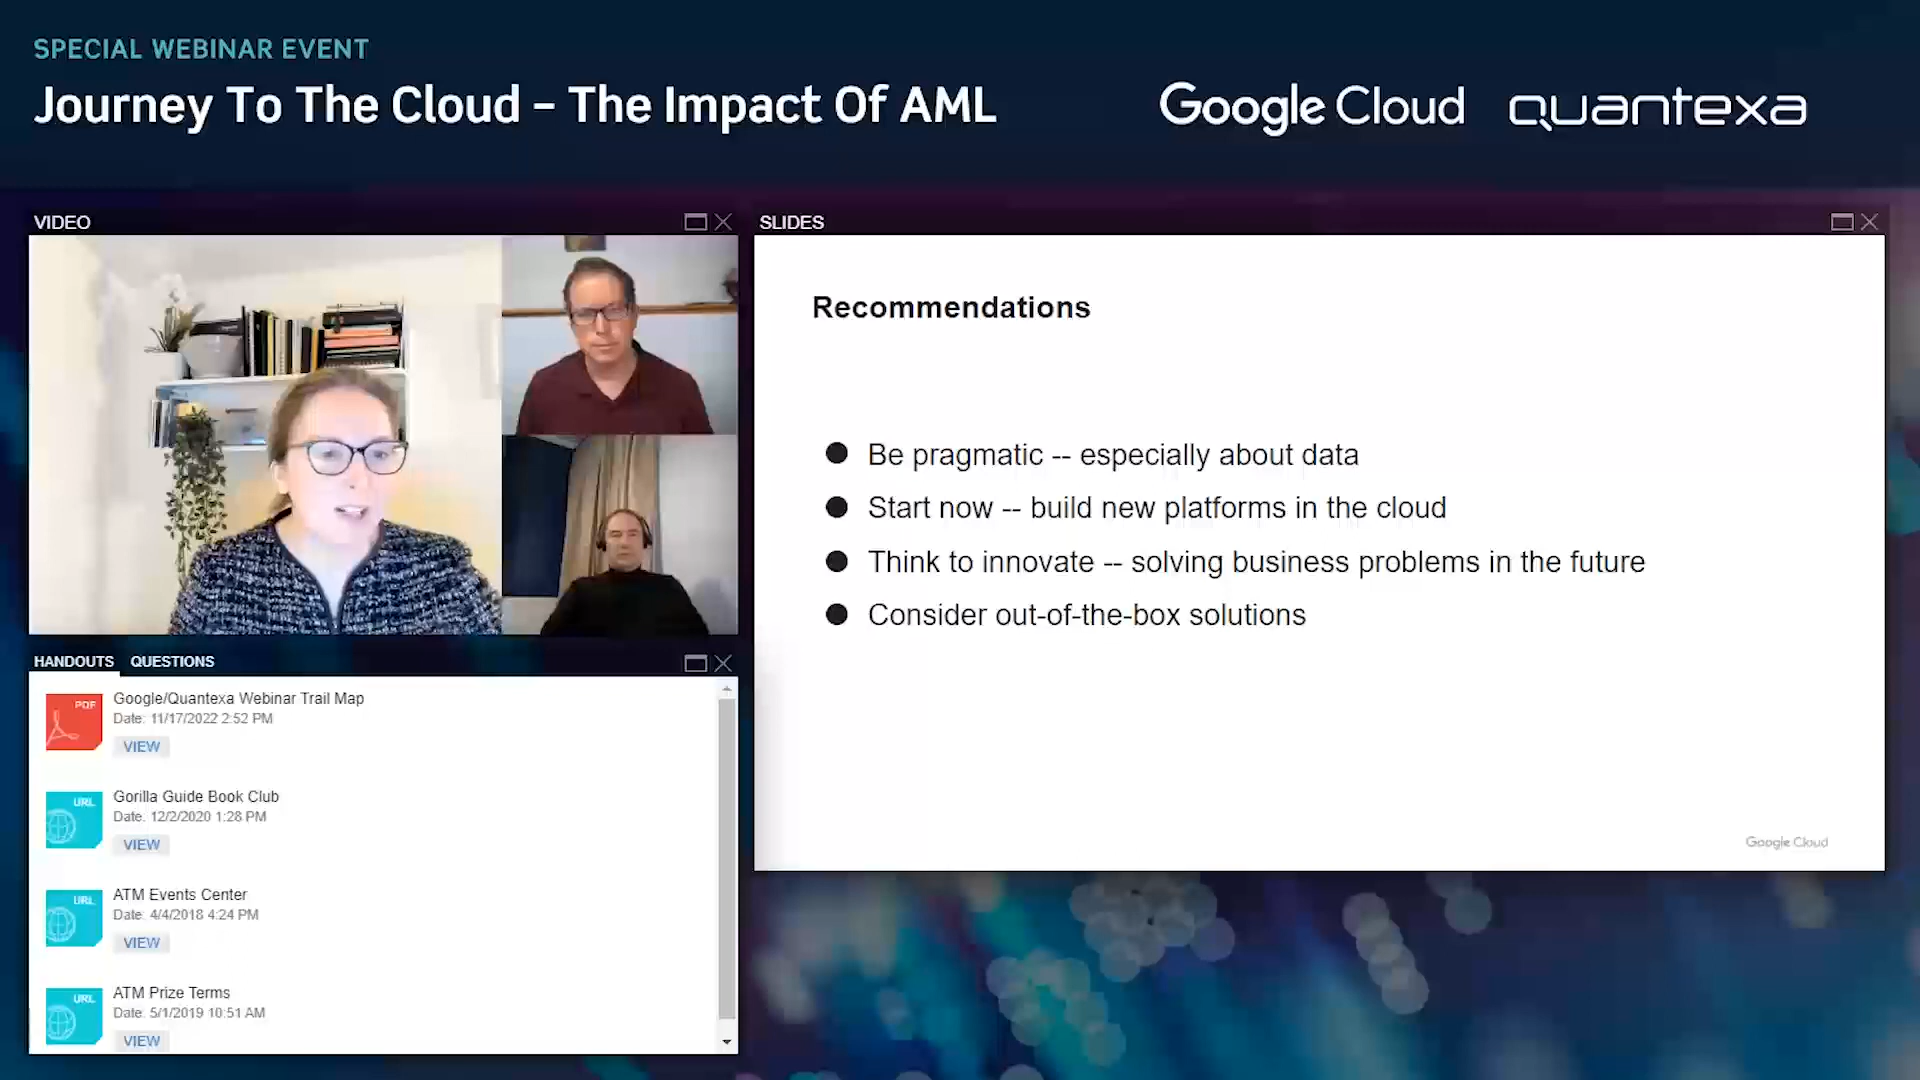 SPECIAL WEBINAR EVENT
Journey To The Cloud – The Impact Of AML
Google Cloud
quantexa
VIDEO
SLIDES
Recommendations
● Be pragmatic -- especially about data
● Start now -- build new platforms in the cloud
● Think to innovate -- solving business problems in the future
● Consider out-of-the-box solutions
Google Cloud
HANDOUTS QUESTIONS
PDF
Google/Quantexa Webinar Trail Map
Date: 11/17/2022 2:52 PM
VIEW
URL
Gorilla Guide Book Club
Date: 12/2/2020 1:28 PM
VIEW
URL
ATM Events Center
Date: 4/4/2018 4:24 PM
VIEW
URL
ATM Prize Terms
Date: 5/1/2019 10:51 AM
VIEW